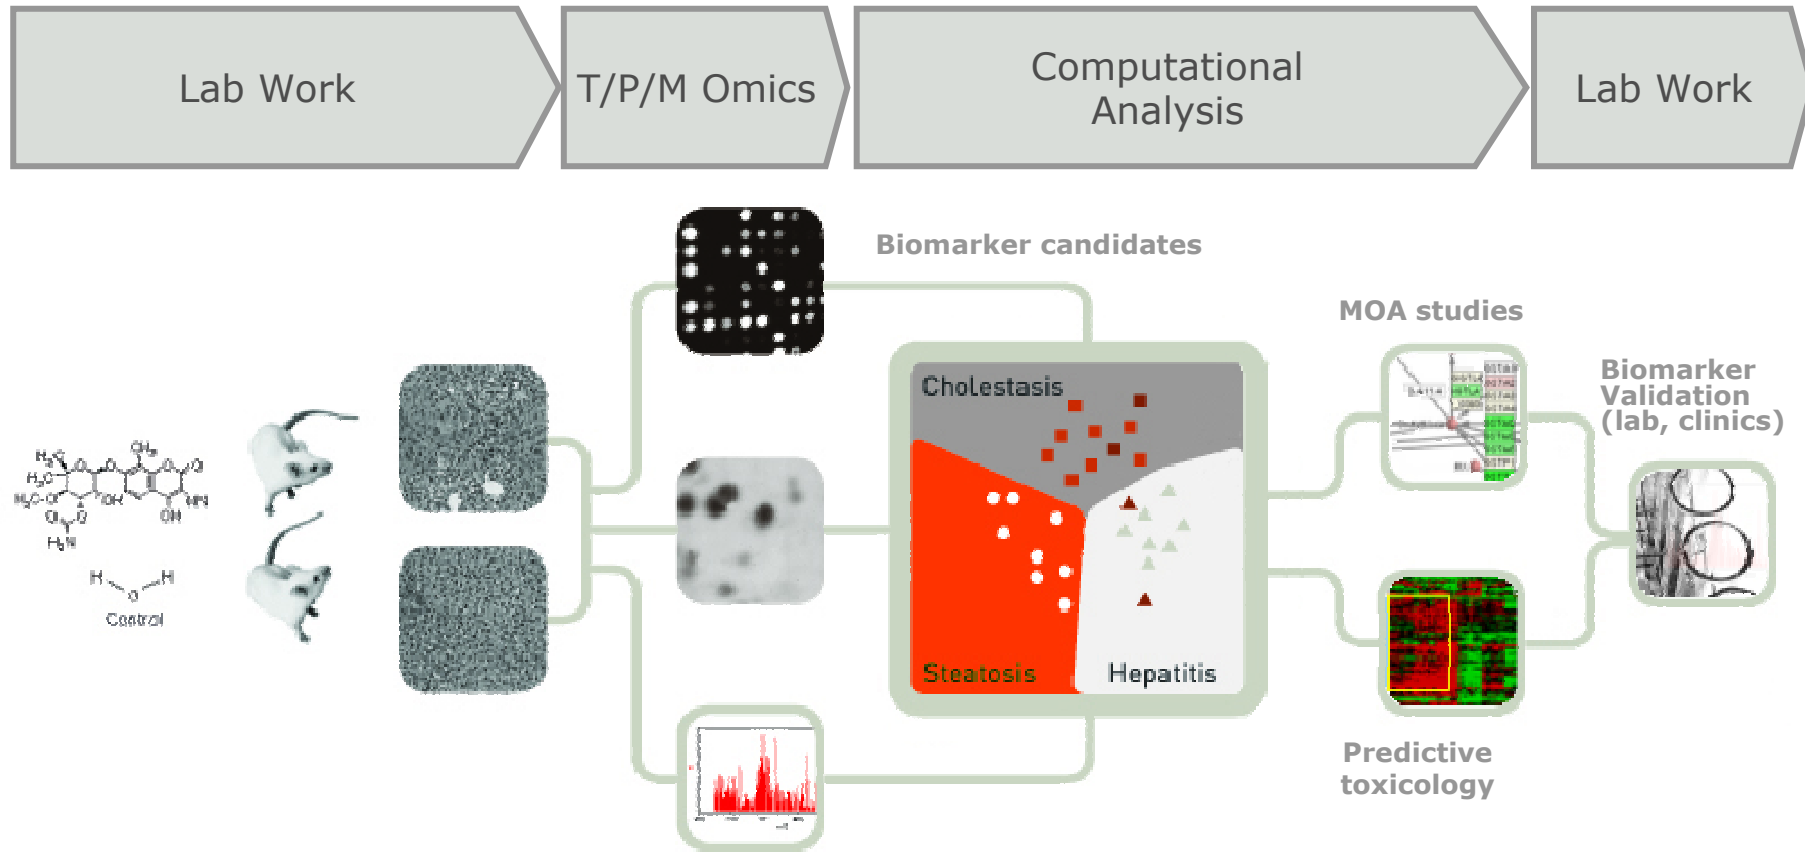 Lab Work
T/P/M Omics
Computational
Analysis
Lab Work
Biomarker candidates
MOA studies
Biomarker
Validation
(lab, clinics)
Cholestasis
Steatosis
Hepatitis
H
H
O
Control
Predictive
toxicology